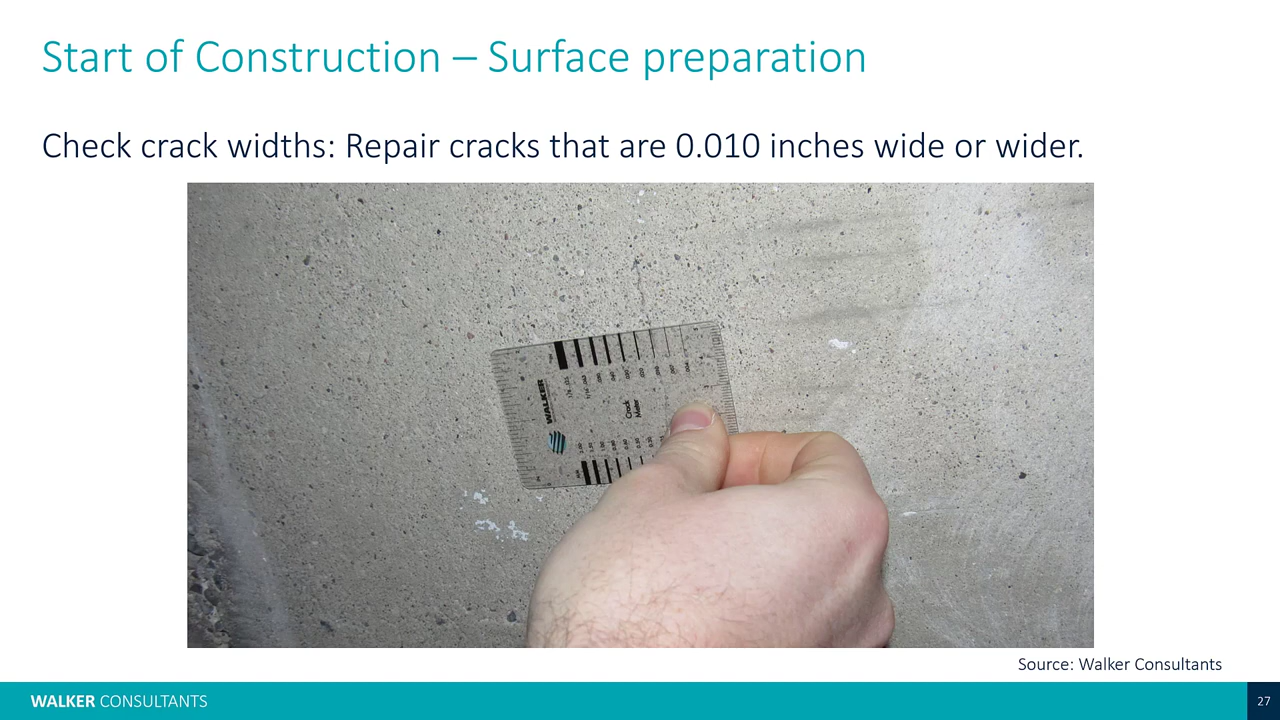 Start of Construction – Surface preparation
Check crack widths: Repair cracks that are 0.010 inches wide or wider.
WALKER
Crack
Meter
Source: Walker Consultants
WALKER CONSULTANTS
27